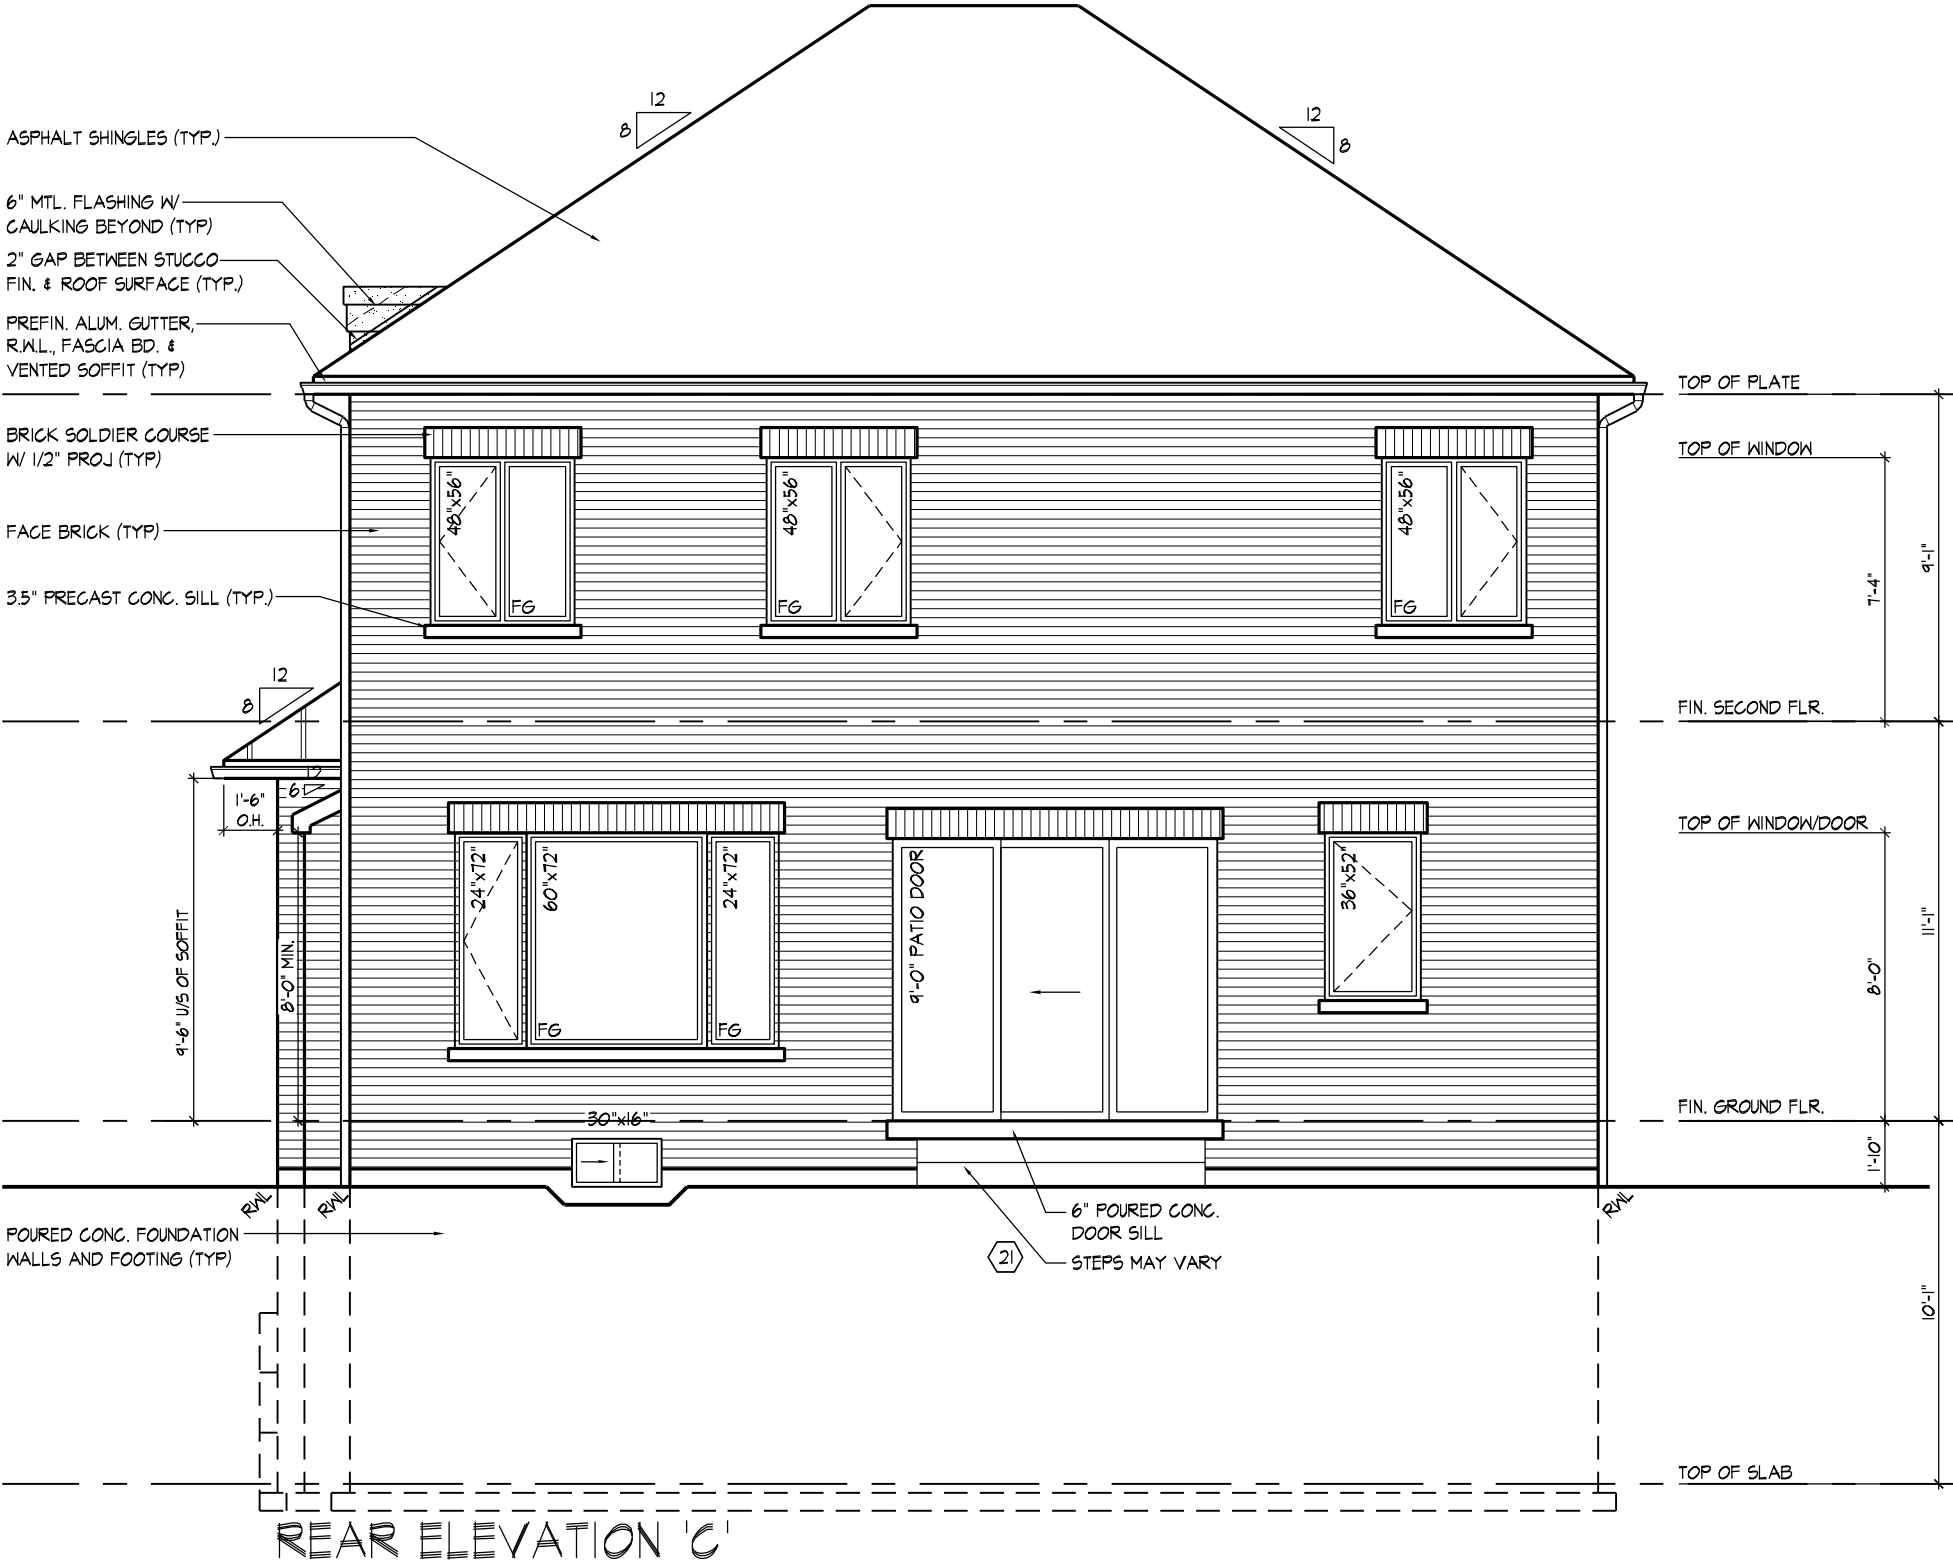 12
8
12
8
ASPHALT SHINGLES (TYP.)
6" MTL. FLASHING W/
CAULKING BEYOND (TYP)
2" GAP BETWEEN STUCCO
FIN. & ROOF SURFACE (TYP.)
PREFIN. ALUM. GUTTER,
R.W.L., FASCIA BD. &
VENTED SOFFIT (TYP)
BRICK SOLDIER COURSE
W/ 1/2" PROJ (TYP)
FACE BRICK (TYP)
3.5" PRECAST CONC. SILL (TYP.)
48"x56"
FG
48"x56"
FG
48"x56"
FG
TOP OF PLATE
TOP OF WINDOW
9'-1"
7'-4"
FIN. SECOND FLR.
12
8
12
6
1'-6"
O.H.
9'-6" U/S OF SOFFIT
8'-0" MIN.
24"x72"
60"x72"
FG
24"x72"
FG
9'-0" PATIO DOOR
36"x52"
TOP OF WINDOW/DOOR
11'-1"
8'-0"
FIN. GROUND FLR.
1'-10"
30"x16"
RWL
RWL
RWL
POURED CONC. FOUNDATION
WALLS AND FOOTING (TYP)
6" POURED CONC.
DOOR SILL
21
STEPS MAY VARY
10'-1"
TOP OF SLAB
REAR ELEVATION 'C'